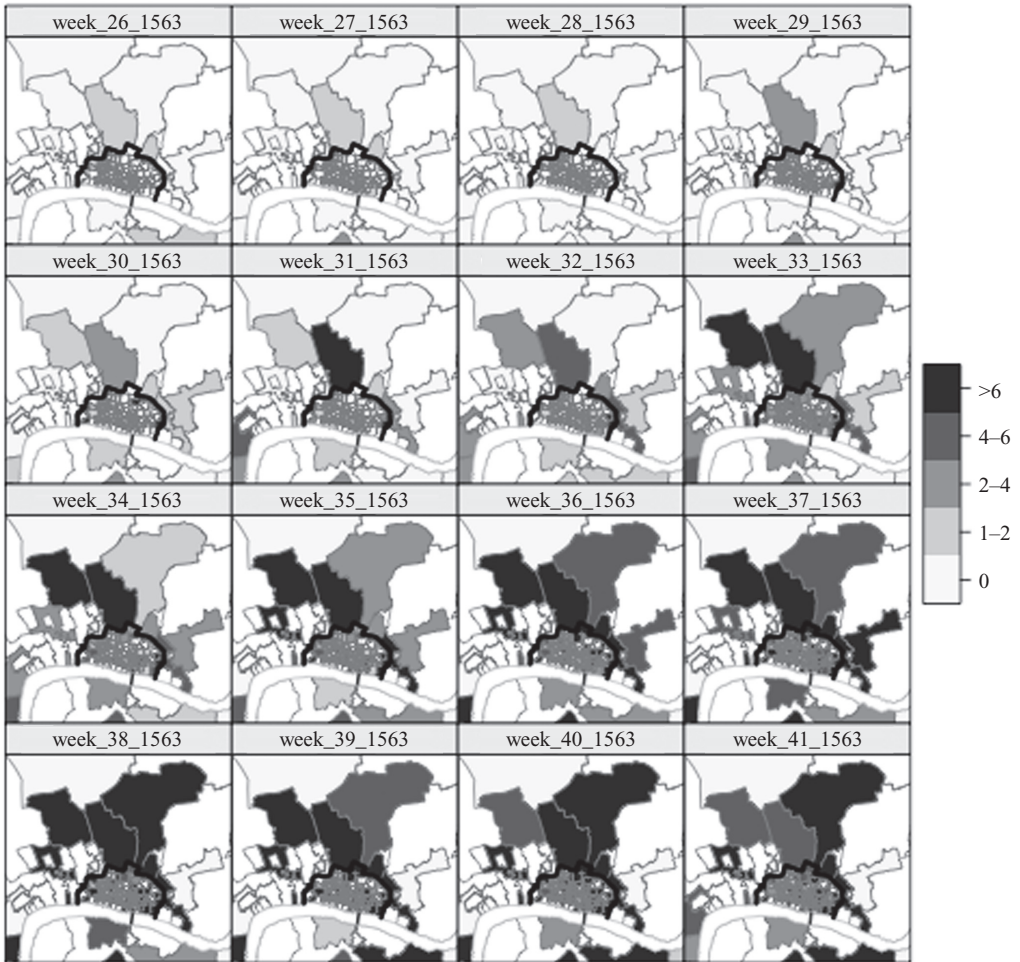 week_26_1563 week_27_1563 week_28_1563 week_29_1563
week_30_1563 week_31_1563 week_32_1563 week_33_1563
>6
4–6
2–4
1–2
0
week_34_1563 week_35_1563 week_36_1563 week_37_1563
week_38_1563 week_39_1563 week_40_1563 week_41_1563